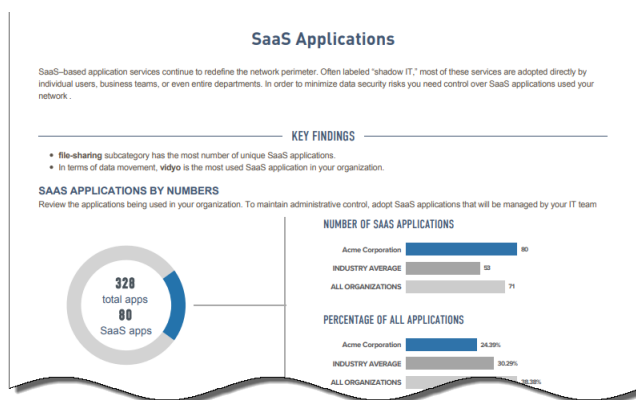 SaaS Applications
SaaS–based application services continue to redefine the network perimeter. Often labeled “shadow IT,” most of these services are adopted directly by
individual users, business teams, or even entire departments. In order to minimize data security risks you need control over SaaS applications used your
network .
KEY FINDINGS
• file-sharing subcategory has the most number of unique SaaS applications.
• In terms of data movement, vidyo is the most used SaaS application in your organization.
SAAS APPLICATIONS BY NUMBERS
Review the applications being used in your organization. To maintain administrative control, adopt SaaS applications that will be managed by your IT team
328
total apps
80
SaaS apps
NUMBER OF SAAS APPLICATIONS
Acme Corporation 80
INDUSTRY AVERAGE 53
ALL ORGANIZATIONS 71
PERCENTAGE OF ALL APPLICATIONS
Acme Corporation 24.39%
INDUSTRY AVERAGE 30.29%
ALL ORGANIZATIONS 38.38%